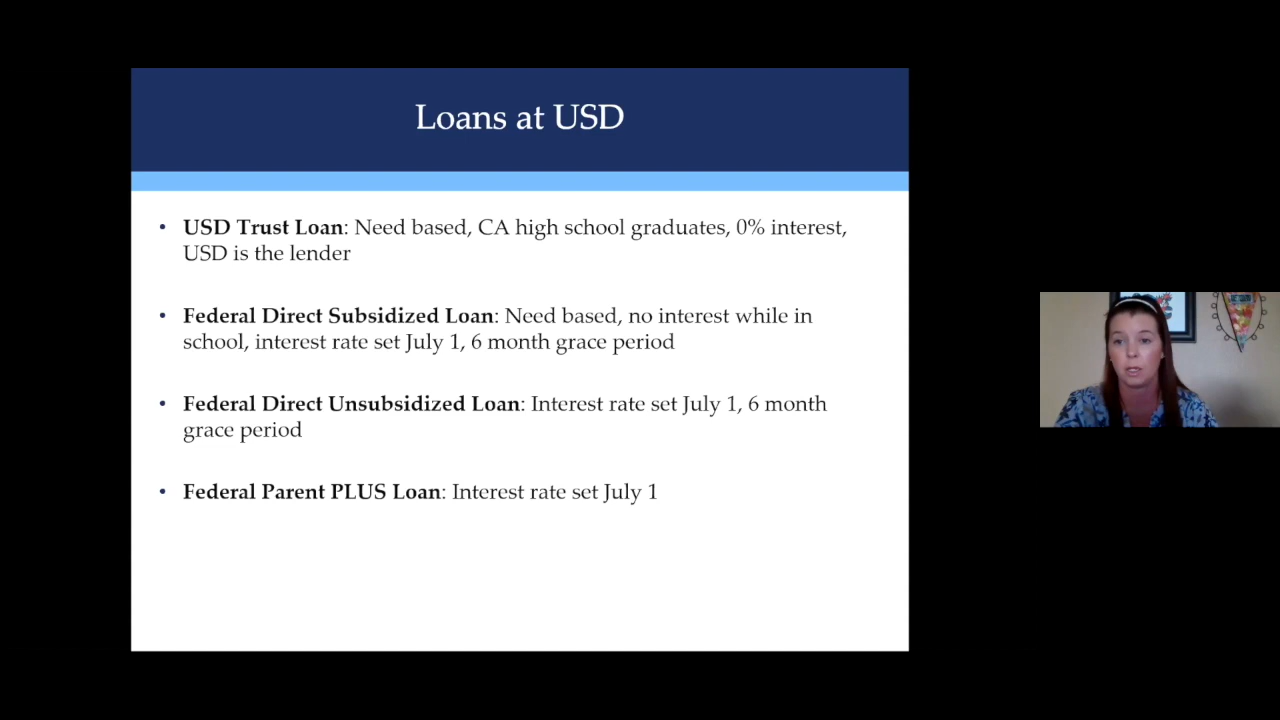 Loans at USD
• USD Trust Loan: Need based, CA high school graduates, 0% interest,
USD is the lender
• Federal Direct Subsidized Loan: Need based, no interest while in
school, interest rate set July 1, 6 month grace period
• Federal Direct Unsubsidized Loan: Interest rate set July 1, 6 month
grace period
• Federal Parent PLUS Loan: Interest rate set July 1